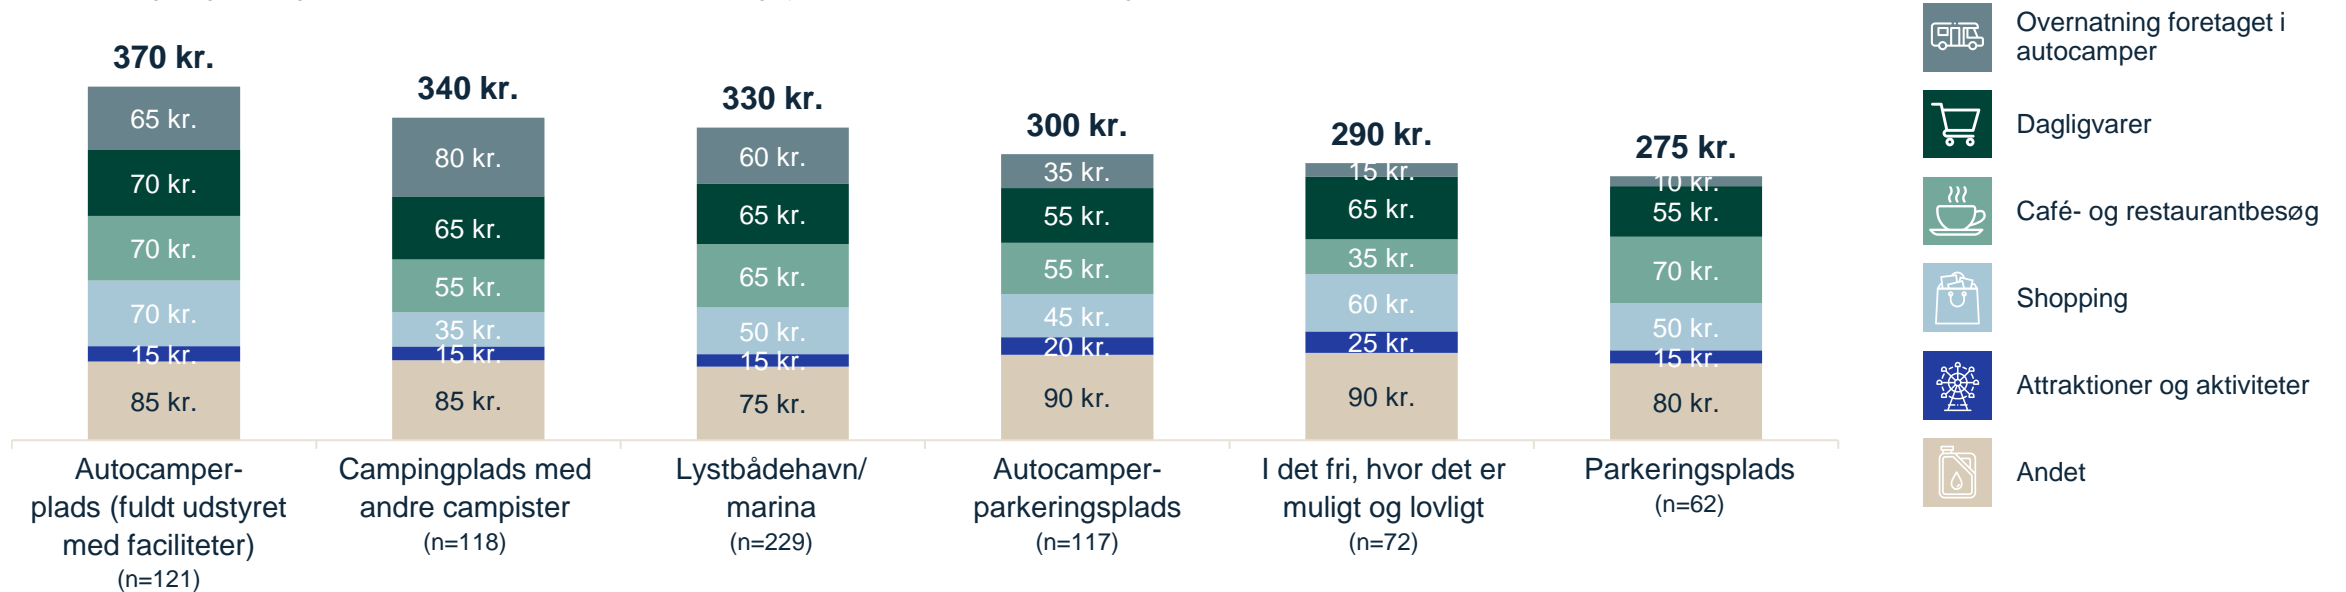 370 kr.
65 kr.
70 kr.
70 kr.
70 kr.
15 kr.
85 kr.
Autocamper-
plads (fuldt udstyret
med faciliteter)
(n=121)
340 kr.
80 kr.
65 kr.
55 kr.
35 kr.
15 kr.
85 kr.
Campingplads med
andre campister
(n=118)
330 kr.
60 kr.
65 kr.
65 kr.
50 kr.
15 kr.
75 kr.
Lystbådehavn/
marina
(n=229)
300 kr.
35 kr.
55 kr.
55 kr.
45 kr.
20 kr.
90 kr.
Autocamper-
parkeringsplads
(n=117)
290 kr.
15 kr.
65 kr.
35 kr.
60 kr.
25 kr.
90 kr.
I det fri, hvor det er
muligt og lovligt
(n=72)
275 kr.
10 kr.
55 kr.
70 kr.
50 kr.
15 kr.
80 kr.
Parkeringsplads
(n=62)
Overnatning foretaget i
autocamper
Dagligvarer
Café- og restaurantbesøg
Shopping
Attraktioner og aktiviteter
Andet